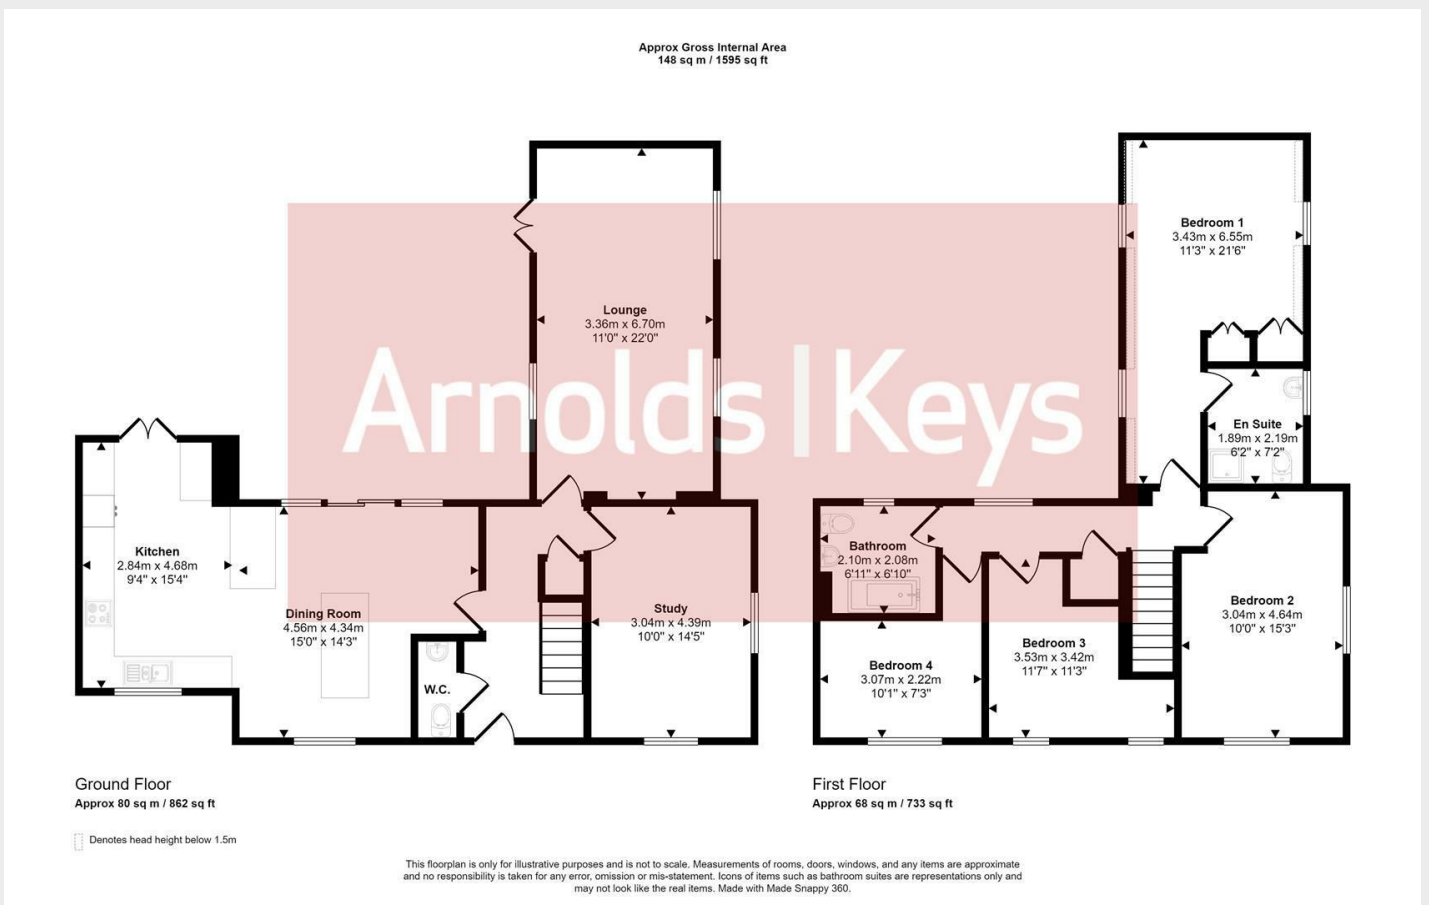 Approx Gross Internal Area
148 sq m / 1595 sq ft
Lounge
3.36m x 6.70m
11'0" x 22'0"
Bedroom 1
3.43m x 6.55m
11'3" x 21'6"
Arnolds|Keys
En Suite
1.89m x 2.19m
6'2" x 7'2"
Kitchen
2.84m x 4.68m
9'4" x 15'4"
Dining Room
4.56m x 4.34m
15'0" x 14'3"
Study
3.04m x 4.39m
10'0" x 14'5"
W.C.
Bathroom
2.10m x 2.08m
6'11" x 6'10"
Bedroom 2
3.04m x 4.64m
10'0" x 15'3"
Bedroom 3
3.53m x 3.42m
11'7" x 11'3"
Bedroom 4
3.07m x 2.22m
10'1" x 7'3"
Ground Floor
Approx 80 sq m / 862 sq ft
First Floor
Approx 68 sq m / 733 sq ft
Denotes head height below 1.5m
This floorplan is only for illustrative purposes and is not to scale. Measurements of rooms, doors, windows, and any items are approximate
and no responsibility is taken for any error, omission or mis-statement. Icons of items such as bathroom suites are representations only and
may not look like the real items. Made with Made Snappy 360.